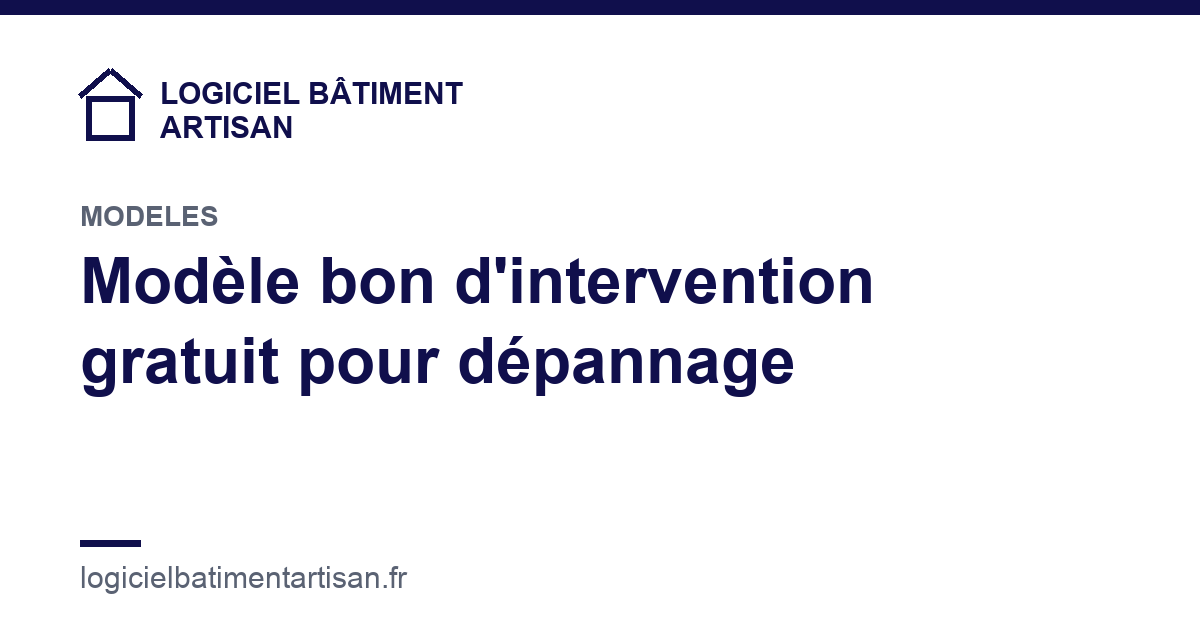 LOGICIEL BÂTIMENT
ARTISAN
MODELES
Modèle bon d'intervention
gratuit pour dépannage
logicielbatimentartisan.fr